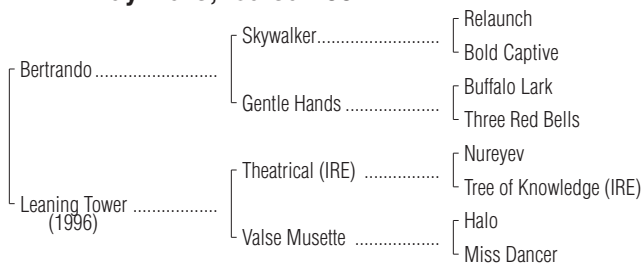 Relaunch
Skywalker........................................
Bold Captive
Bertrando ........................................
Buffalo Lark
Gentle Hands ...............................
Three Red Bells
Nureyev
Theatrical (IRE) .........................
Tree of Knowledge (IRE)
Leaning Tower ...........................
(1996)
Halo
Valse Musette ...........................
Miss Dancer